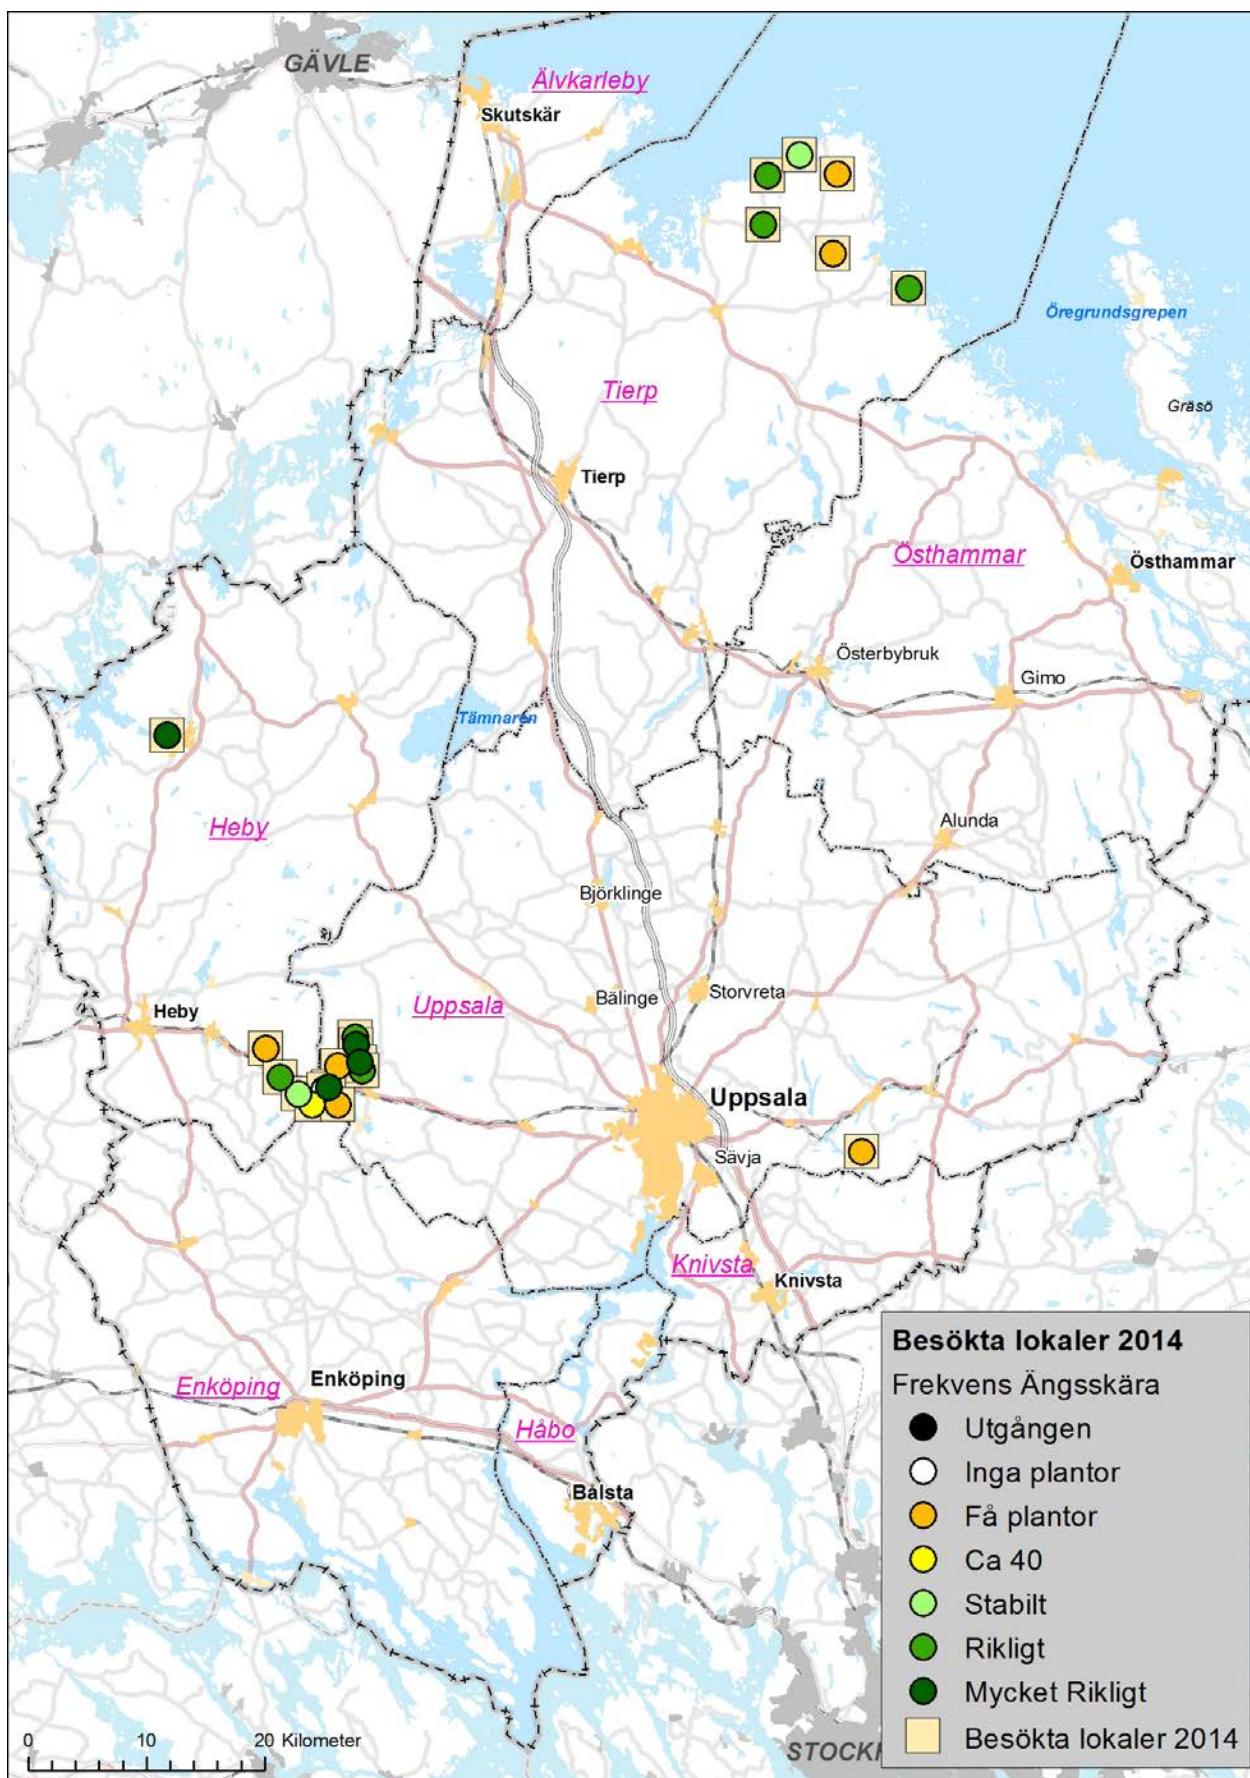 GÄVLE
Älvkarleby
Skutskär
Öregrundsgrepen
Gräsö
Tierp
Tierp
Östhammar
Östhammar
Österbybruk
Gimo
Tämnaren
Heby
Alunda
Björklinge
Uppsala
Bälinge
Storvreta
Heby
Uppsala
Sävja
Knivsta
Knivsta
Enköping
Enköping
Håbo
Bålsta
Besökta lokaler 2014
Frekvens Ängsskära
Utgången
Inga plantor
Få plantor
Ca 40
Stabilt
Rikligt
Mycket Rikligt
Besökta lokaler 2014
0 10 20 Kilometer
STOCKH